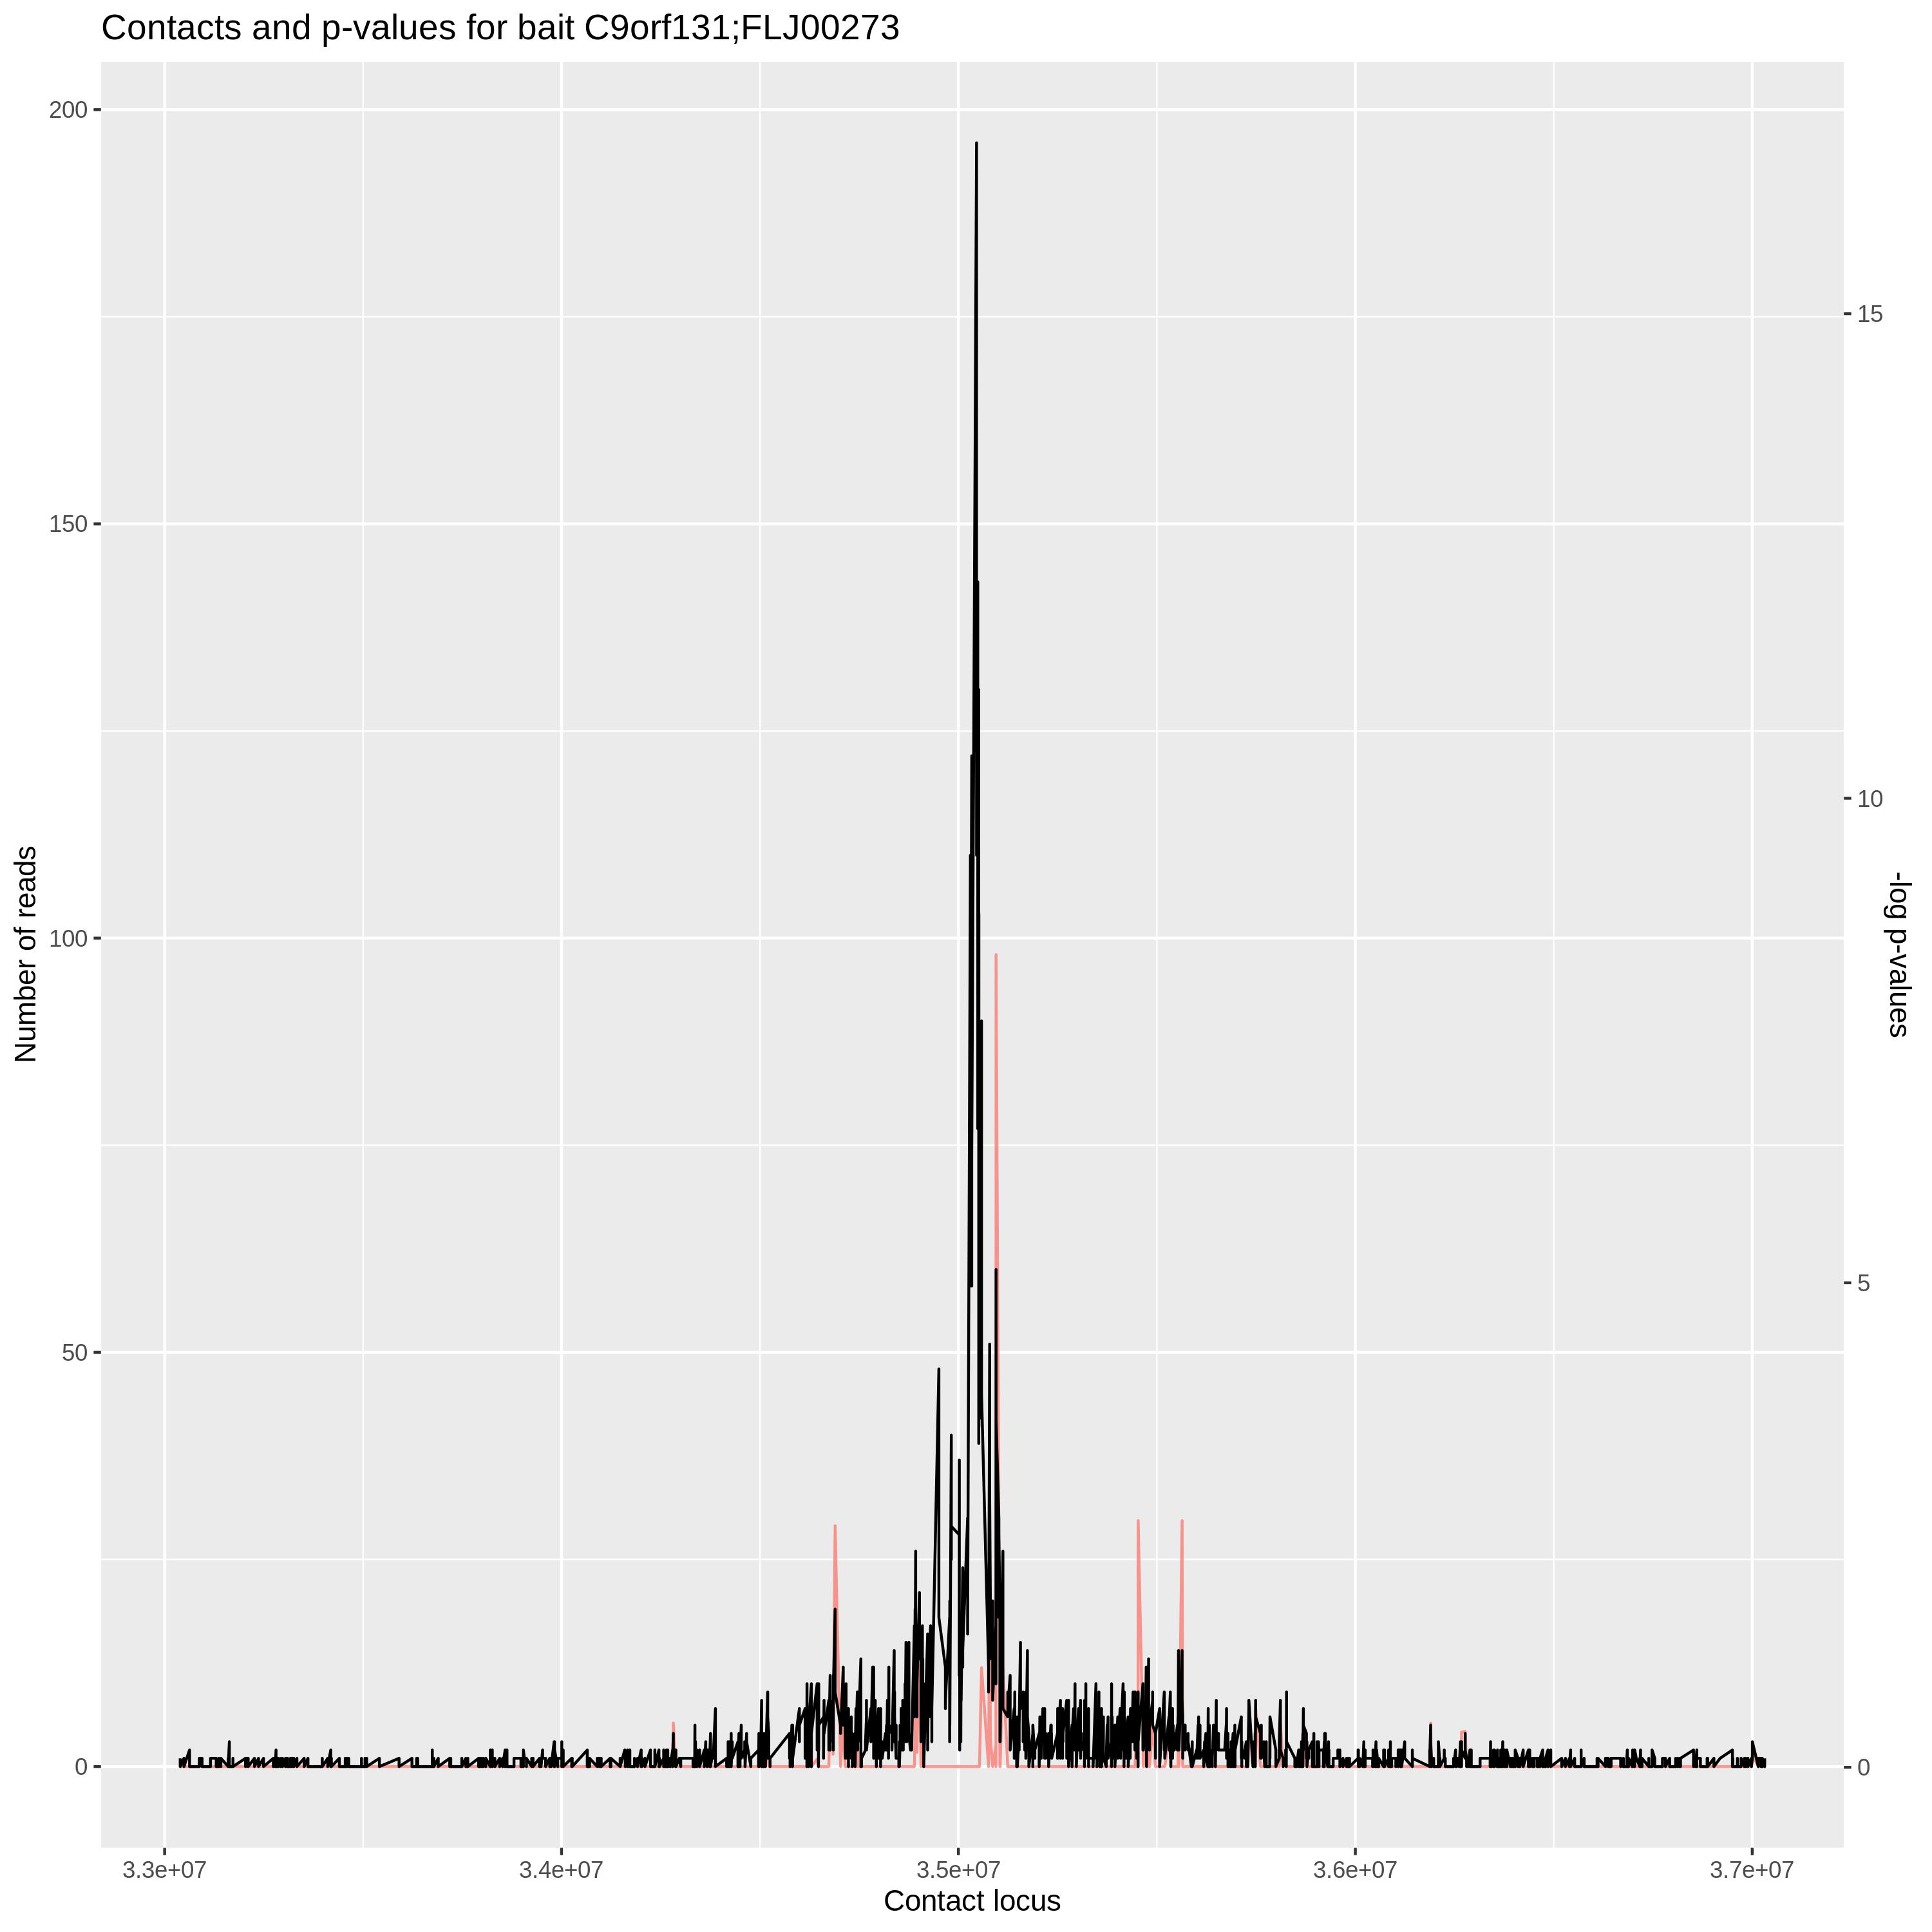 Contacts and p-values for bait C9orf131;FLJ00273
200
150
100
50
0
Number of reads
15
10
5
0
-log p-values
3.3e+07
3.4e+07
3.5e+07
3.6e+07
3.7e+07
Contact locus